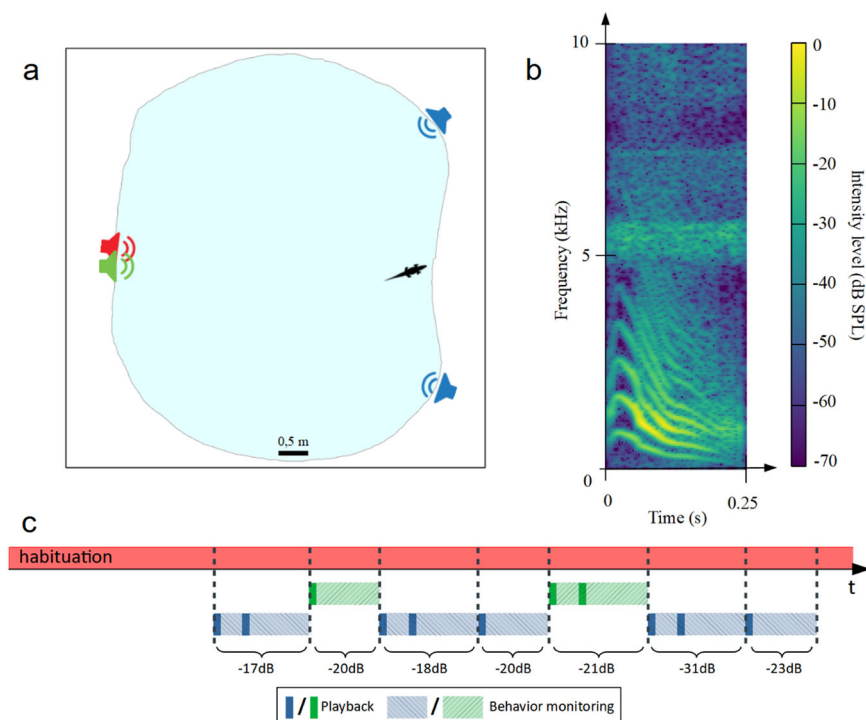 a
0,5 m
b
10
5
0
Frequency (kHz)
0
0.25
Time (s)
0
-10
-20
-30
-40
-50
-60
-70
Intensity level (dB SPL)
c
habituation
t
-17dB
-20dB
-18dB
-20dB
-21dB
-31dB
-23dB
/ Playback
/ Behavior monitoring